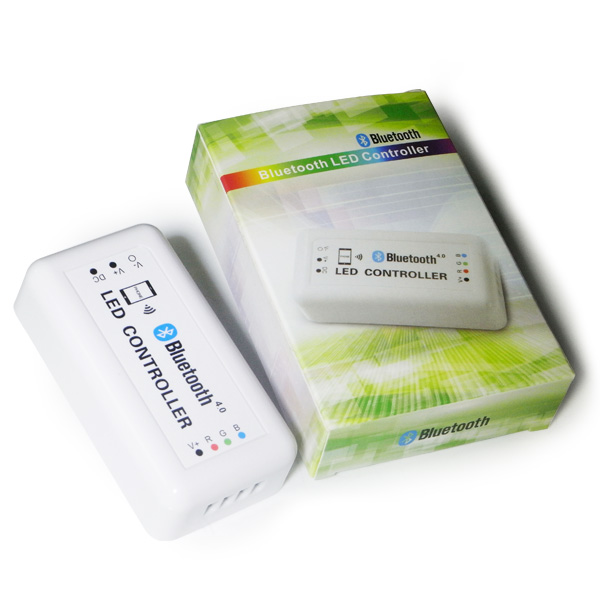 Bluetooth
Bluetooth LED Controller
Bluetooth 4.0
LED CONTROLLER
Bluetooth
V-
V+
DC
Bluetooth 4.0
LED CONTROLLER
V+ R G B